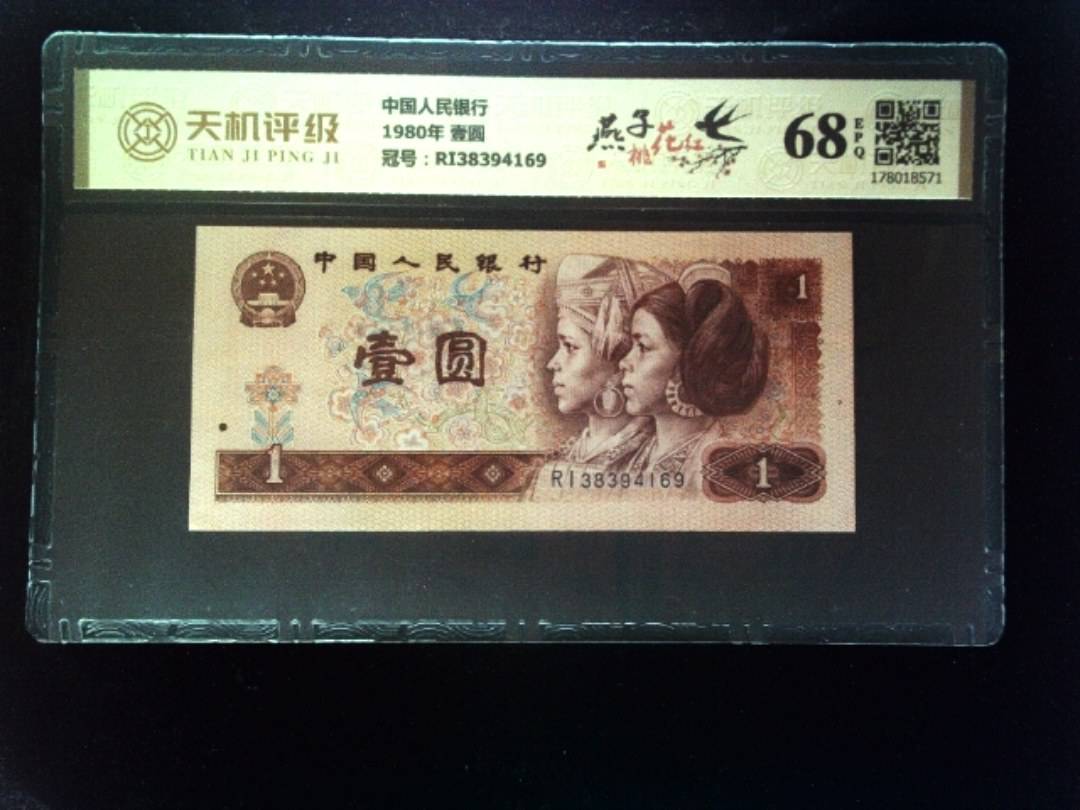 天机评级
TIAN JI PING JI
中国人民银行
1980年 壹圆
冠号：RI38394169
燕子
桃花红
68
EPQ
178018571
中国人民银行
1
壹圆
1
RI38394169
1